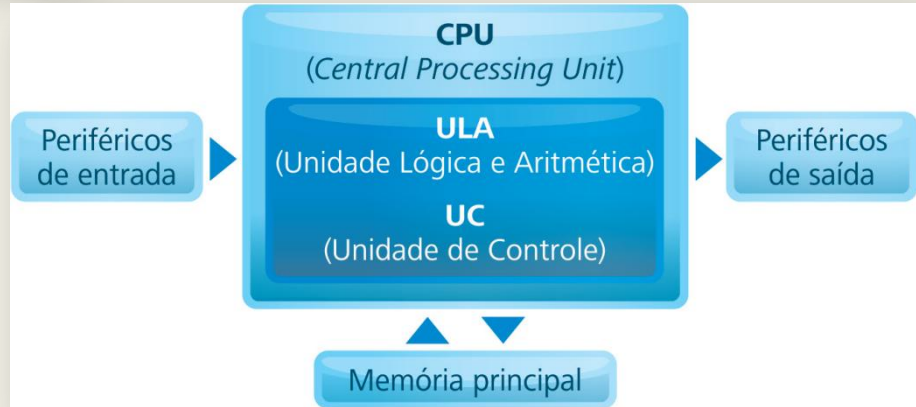 CPU
(Central Processing Unit)
Periféricos
de entrada
ULA
(Unidade Lógica e Aritmética)
UC
(Unidade de Controle)
Periféricos
de saída
Memória principal